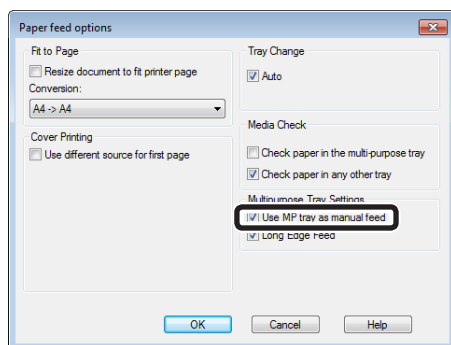 Paper feed options
Fit to Page
Resize document to fit printer page
Conversion:
A4 -> A4
Cover Printing
Use different source for first page
Tray Change
Auto
Media Check
Check paper in the multi-purpose tray
Check paper in any other tray
Multipurpose Tray Settings
Use MP tray as manual feed
Long Edge Feed
OK Cancel Help